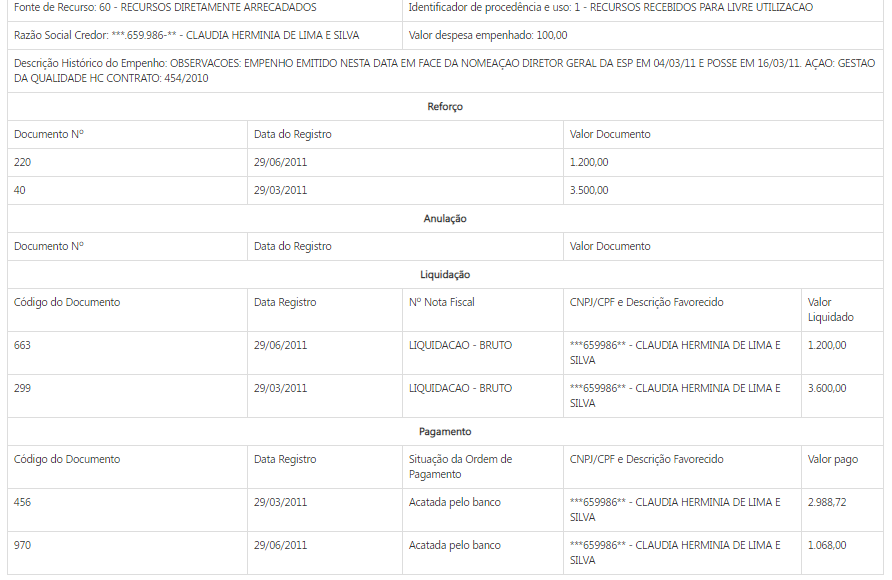 Fonte de Recurso: 60 - RECURSOS DIRETAMENTE ARRECADADOS
Identificador de procedência e uso: 1 - RECURSOS RECEBIDOS PARA LIVRE UTILIZACAO
Razão Social Credor: ***.659.986-** - CLAUDIA HERMINIA DE LIMA E SILVA
Valor despesa empenhado: 100,00
Descrição Histórico do Empenho: OBSERVACOES: EMPENHO EMITIDO NESTA DATA EM FACE DA NOMEAÇAO DIRETOR GERAL DA ESP EM 04/03/11 E POSSE EM 16/03/11. AÇAO: GESTAO
DA QUALIDADE HC CONTRATO: 454/2010
Reforço
Documento Nº Data do Registro Valor Documento
220 29/06/2011 1.200,00
40 29/03/2011 3.500,00
Anulação
Documento Nº Data do Registro Valor Documento
Liquidação
Código do Documento Data Registro Nº Nota Fiscal CNPJ/CPF e Descrição Favorecido Valor
Liquidado
663 29/06/2011 LIQUIDACAO - BRUTO ***659986** - CLAUDIA HERMINIA DE LIMA E 1.200,00
SILVA
299 29/03/2011 LIQUIDACAO - BRUTO ***659986** - CLAUDIA HERMINIA DE LIMA E 3.600,00
SILVA
Pagamento
Código do Documento Data Registro Situação da Ordem de CNPJ/CPF e Descrição Favorecido Valor pago
Pagamento
456 29/03/2011 Acatada pelo banco ***659986** - CLAUDIA HERMINIA DE LIMA E 2.988,72
SILVA
970 29/06/2011 Acatada pelo banco ***659986** - CLAUDIA HERMINIA DE LIMA E 1.068,00
SILVA